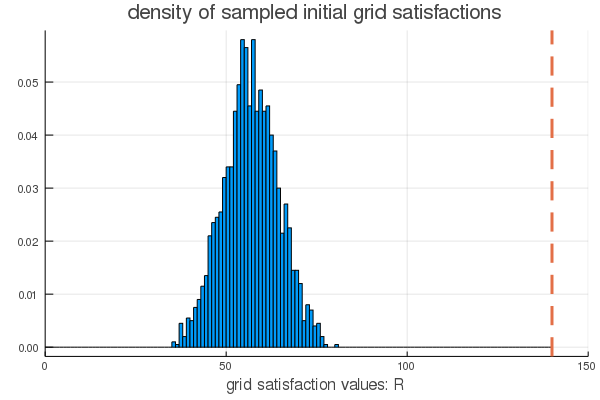 density of sampled initial grid satisfactions
0.05
0.04
0.03
0.02
0.01
0.00
0 50 100 150
grid satisfaction values: R